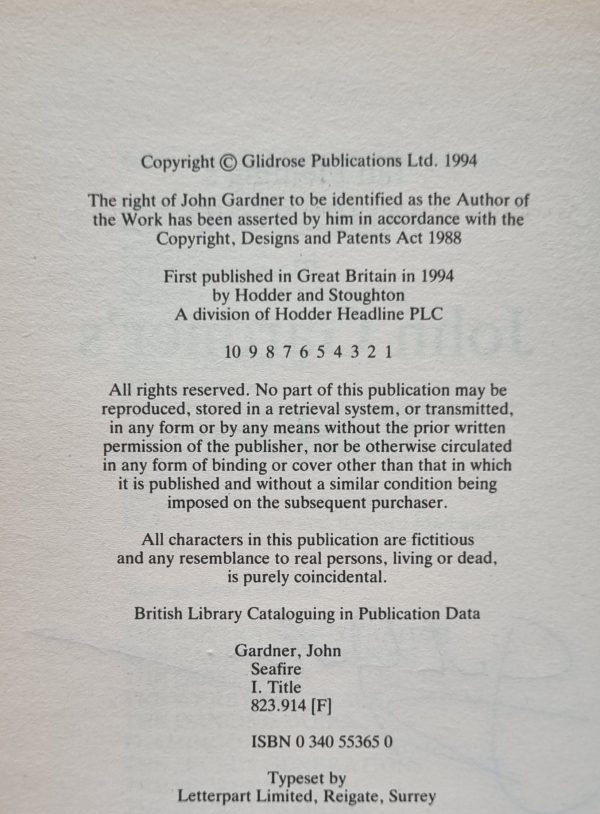 Copyright © Glidrose Publications Ltd. 1994
The right of John Gardner to be identified as the Author of
the Work has been asserted by him in accordance with the
Copyright, Designs and Patents Act 1988
First published in Great Britain in 1994
by Hodder and Stoughton
A division of Hodder Headline PLC
10 9 8 7 6 5 4 3 2 1
All rights reserved. No part of this publication may be
reproduced, stored in a retrieval system, or transmitted,
in any form or by any means without the prior written
permission of the publisher, nor be otherwise circulated
in any form of binding or cover other than that in which
it is published and without a similar condition being
imposed on the subsequent purchaser.
All characters in this publication are fictitious
and any resemblance to real persons, living or dead,
is purely coincidental.
British Library Cataloguing in Publication Data
Gardner, John
Seafire
I. Title
823.914 [F]
ISBN 0 340 55365 0
Typeset by
Letterpart Limited, Reigate, Surrey